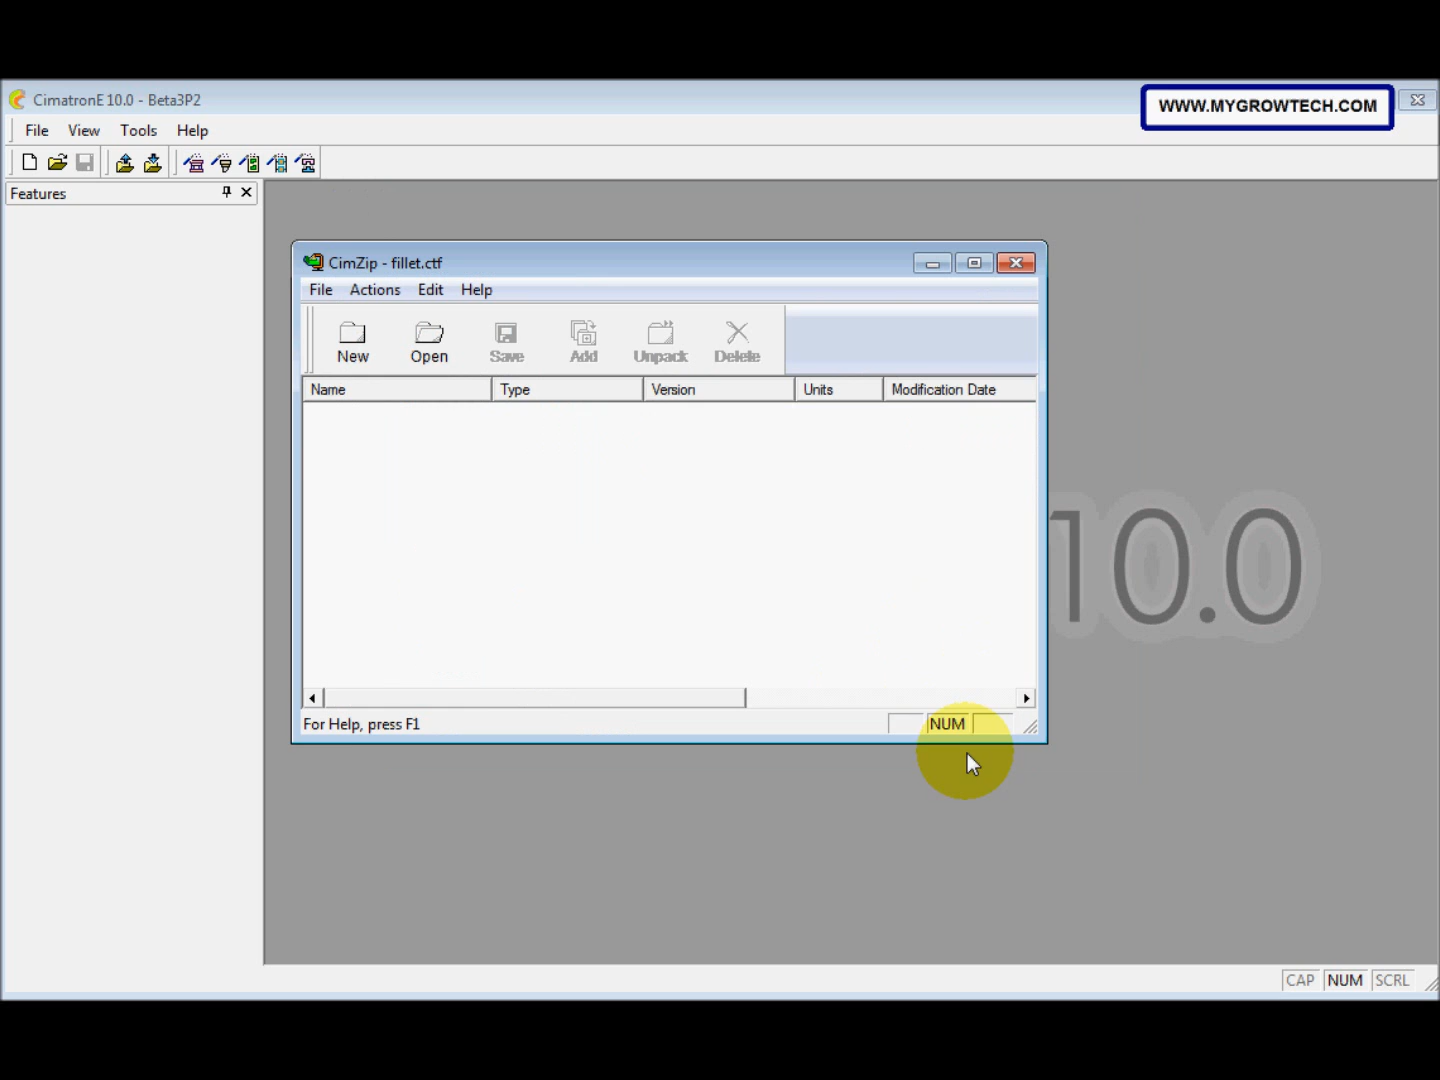 CimatronE 10.0 - Beta3P2
WWW.MYGROWTECH.COM
File View Tools Help
Features
CimZip - fillet.ctf
File Actions Edit Help
New Open Save Add Unpack Delete
Name Type Version Units Modification Date
10.0
For Help, press F1
NUM
CAP NUM SCRL